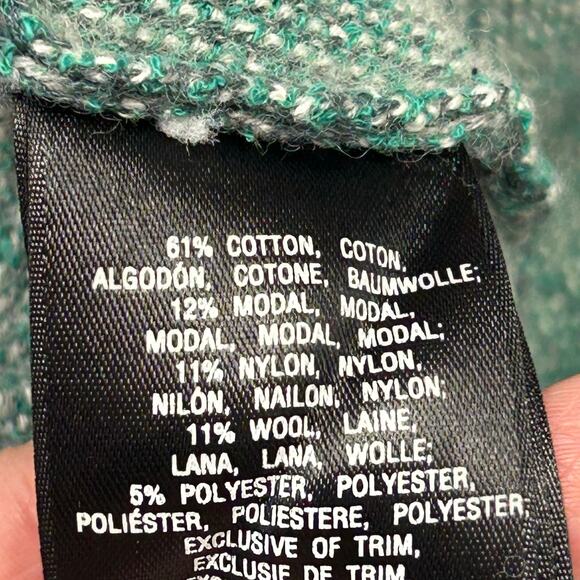 61% COTTON, COTON,
ALGODÓN, COTONE, BAUMWOLLE;
12% MODAL, MODAL,
MODAL, MODAL, MODAL;
11% NYLON, NYLON,
NILÓN, NAILON, NYLON;
11% WOOL, LAINE,
LANA, LANA, WOLLE;
5% POLYESTER, POLYESTER,
POLIÉSTER, POLIESTERE, POLYESTER,
EXCLUSIVE OF TRIM,
EXCLUSIF DE TRIM,